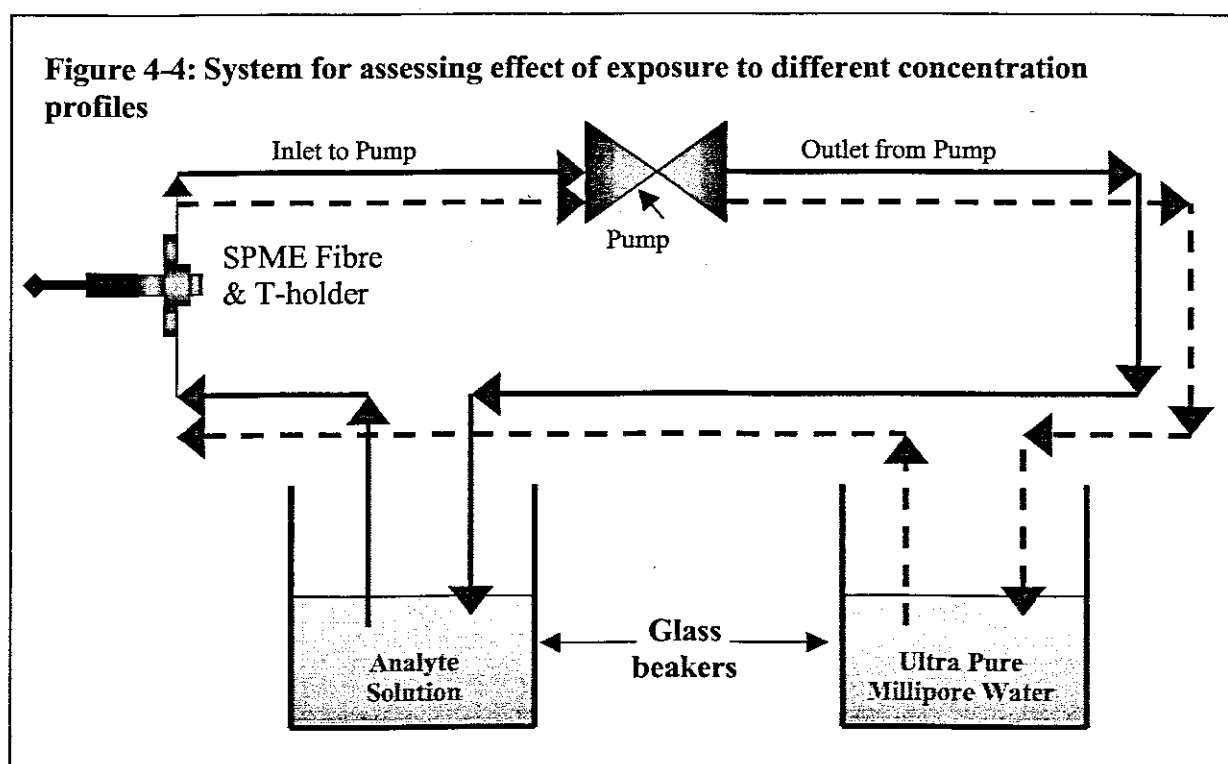 Figure 4-4: System for assessing effect of exposure to different concentration
profiles
Inlet to Pump
Outlet from Pump
Pump
SPME Fibre
& T-holder
Glass
beakers
Analyte
Solution
Ultra Pure
Millipore Water